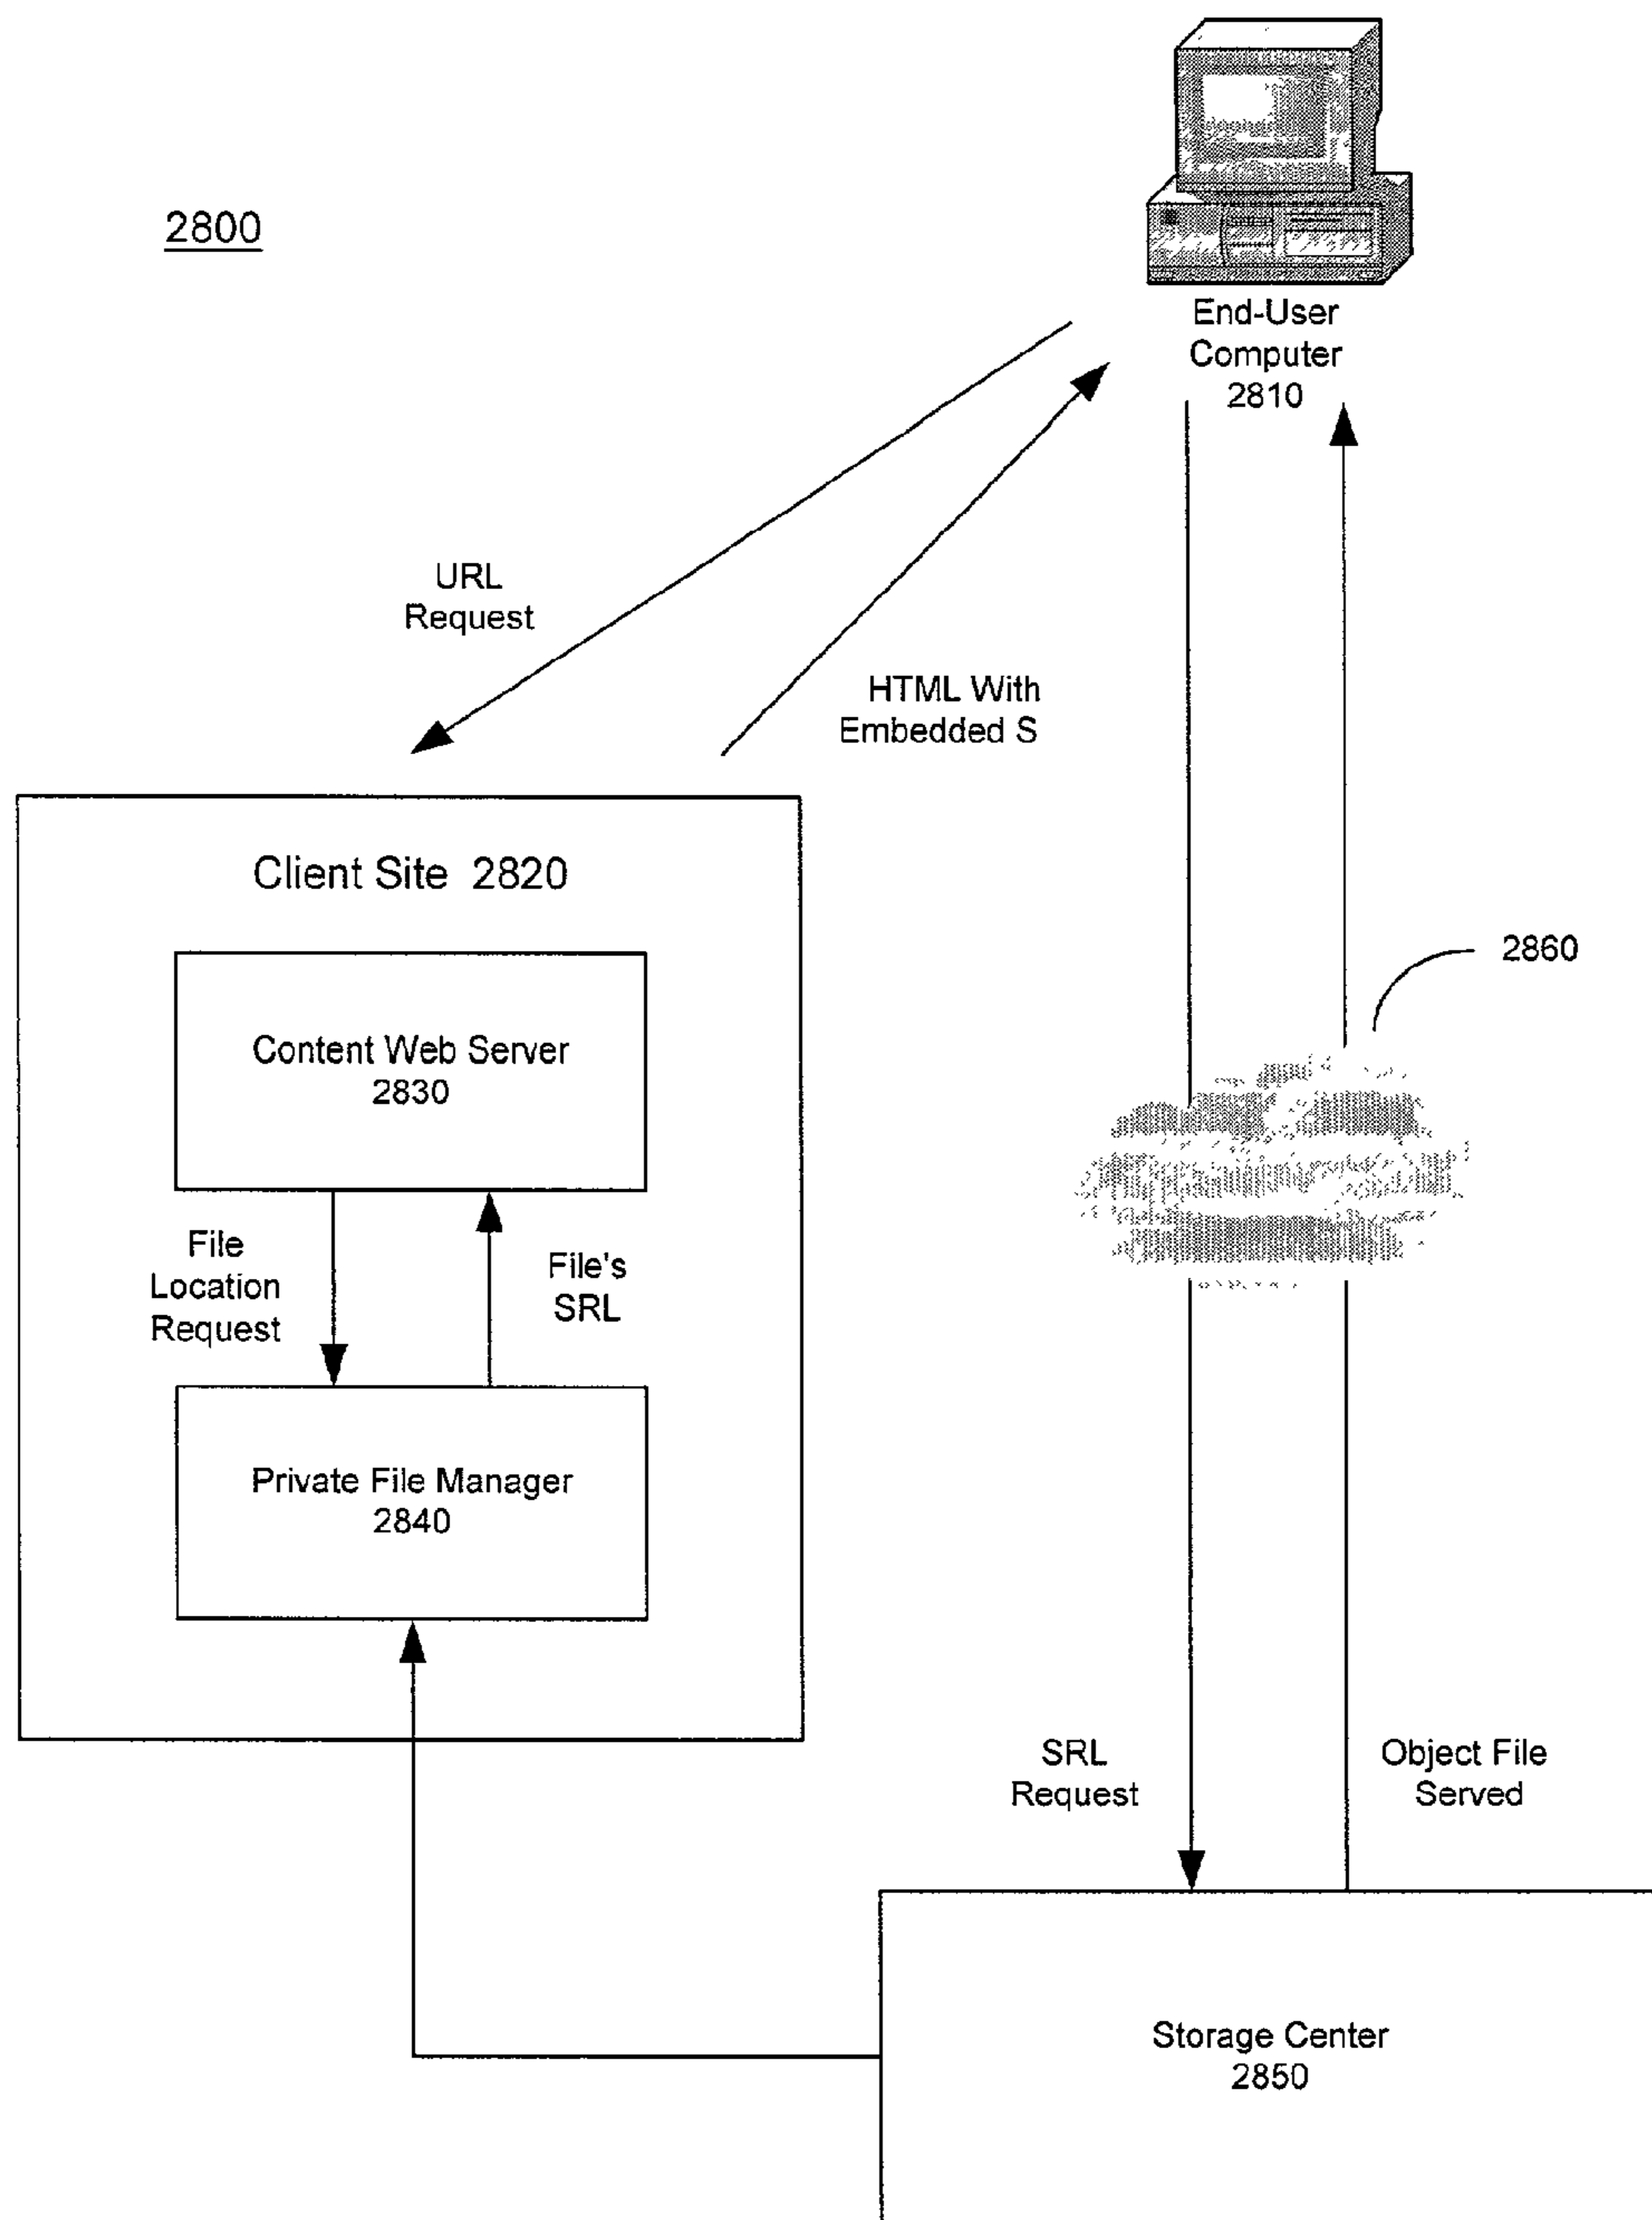 2800
End-User
Computer
2810
URL
Request
HTML With
Embedded S
Client Site 2820
2860
Content Web Server
2830
File
Location
Request
File's
SRL
Private File Manager
2840
SRL
Request
Object File
Served
Storage Center
2850